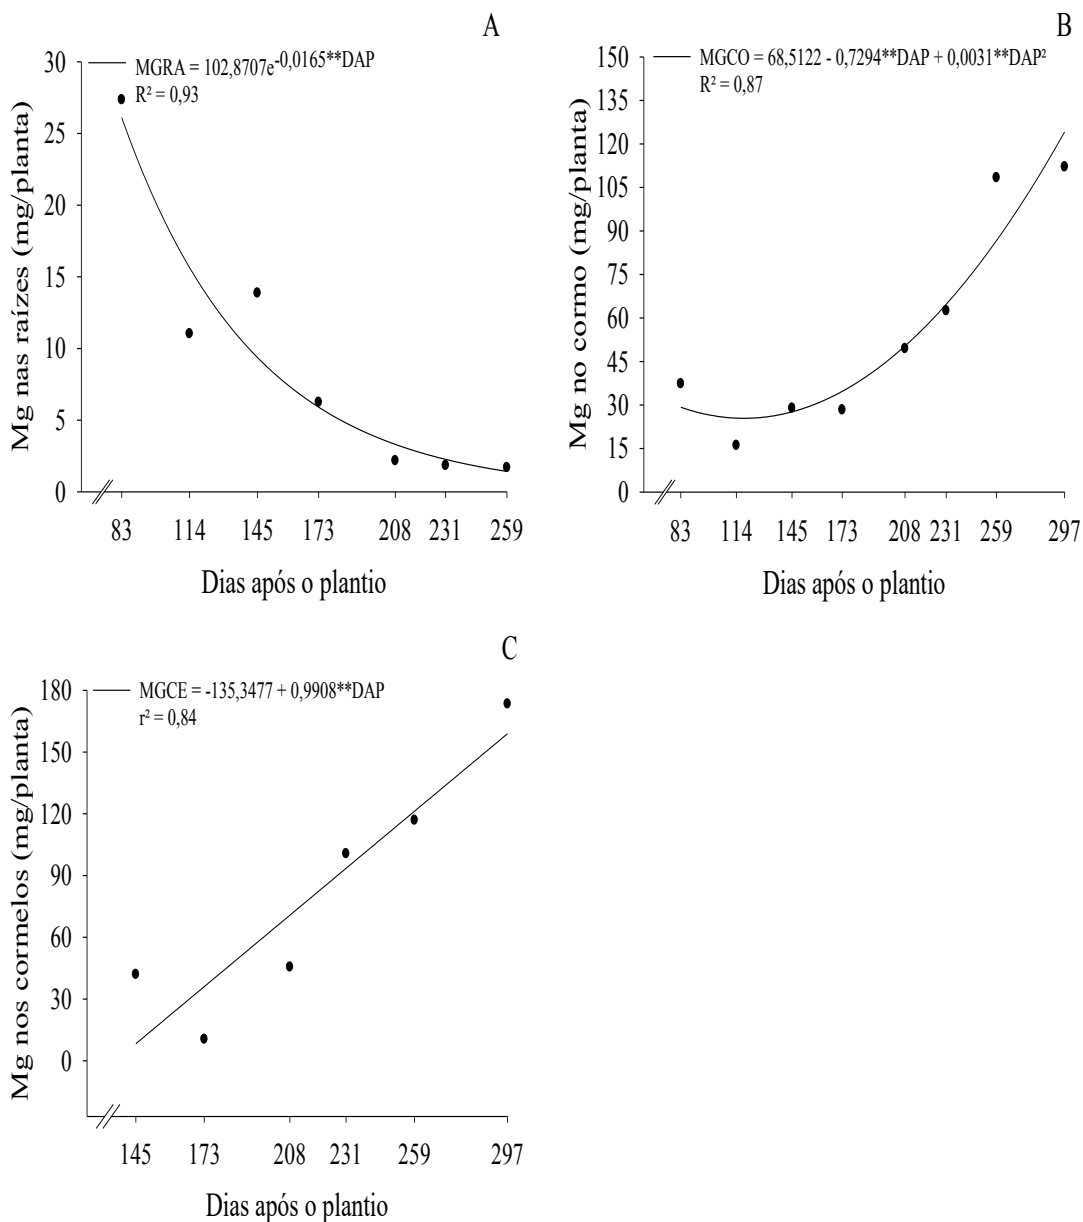 A
MGRA = 102,8707e^-0,0165**DAP
R² = 0,93
Mg nas raízes (mg/planta)
30
25
20
15
10
5
0
83 114 145 173 208 231 259
Dias após o plantio
B
MGCO = 68,5122 - 0,7294**DAP + 0,0031**DAP²
R² = 0,87
Mg no cormo (mg/planta)
150
135
120
105
90
75
60
45
30
15
0
83 114 145 173 208 231 259 297
Dias após o plantio
C
MGCE = -135,3477 + 0,9908**DAP
r² = 0,84
Mg nos cormelos (mg/planta)
180
150
120
90
60
30
0
145 173 208 231 259 297
Dias após o plantio